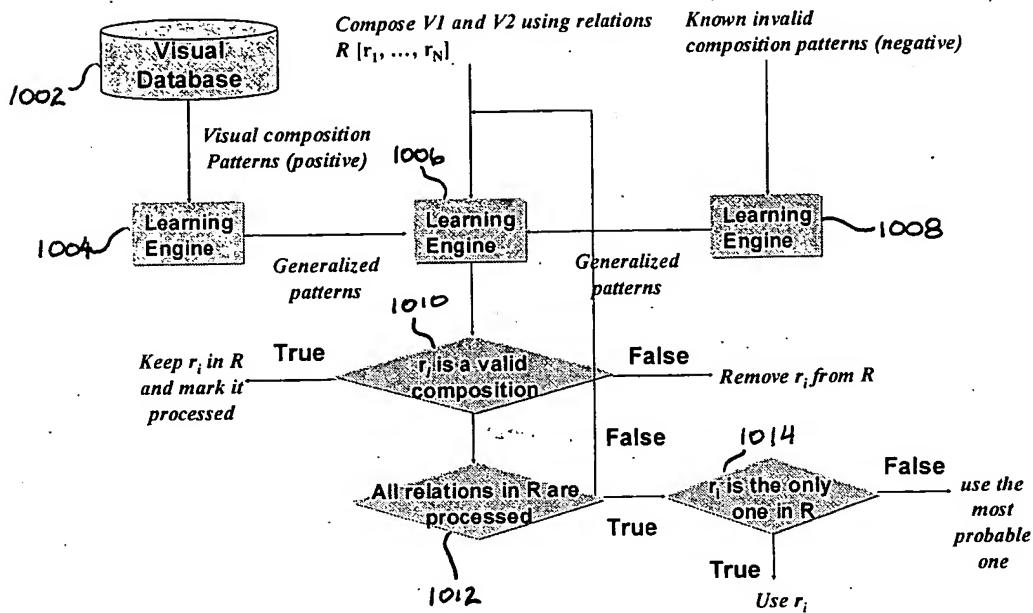 Compose V1 and V2 using relations
R [r1, …, rN]
Known invalid
composition patterns (negative)
Visual
Database
1002
Visual composition
Patterns (positive)
1006
Learning
Engine
1004
Learning
Engine
Learning
Engine
1008
Generalized
patterns
Generalized
patterns
1010
True
Keep ri in R
and mark it
processed
ri is a valid
composition
False
Remove ri from R
False
1014
All relations in R are
processed
True
ri is the only
one in R
False
use the
most
probable
one
1012
True
Use ri